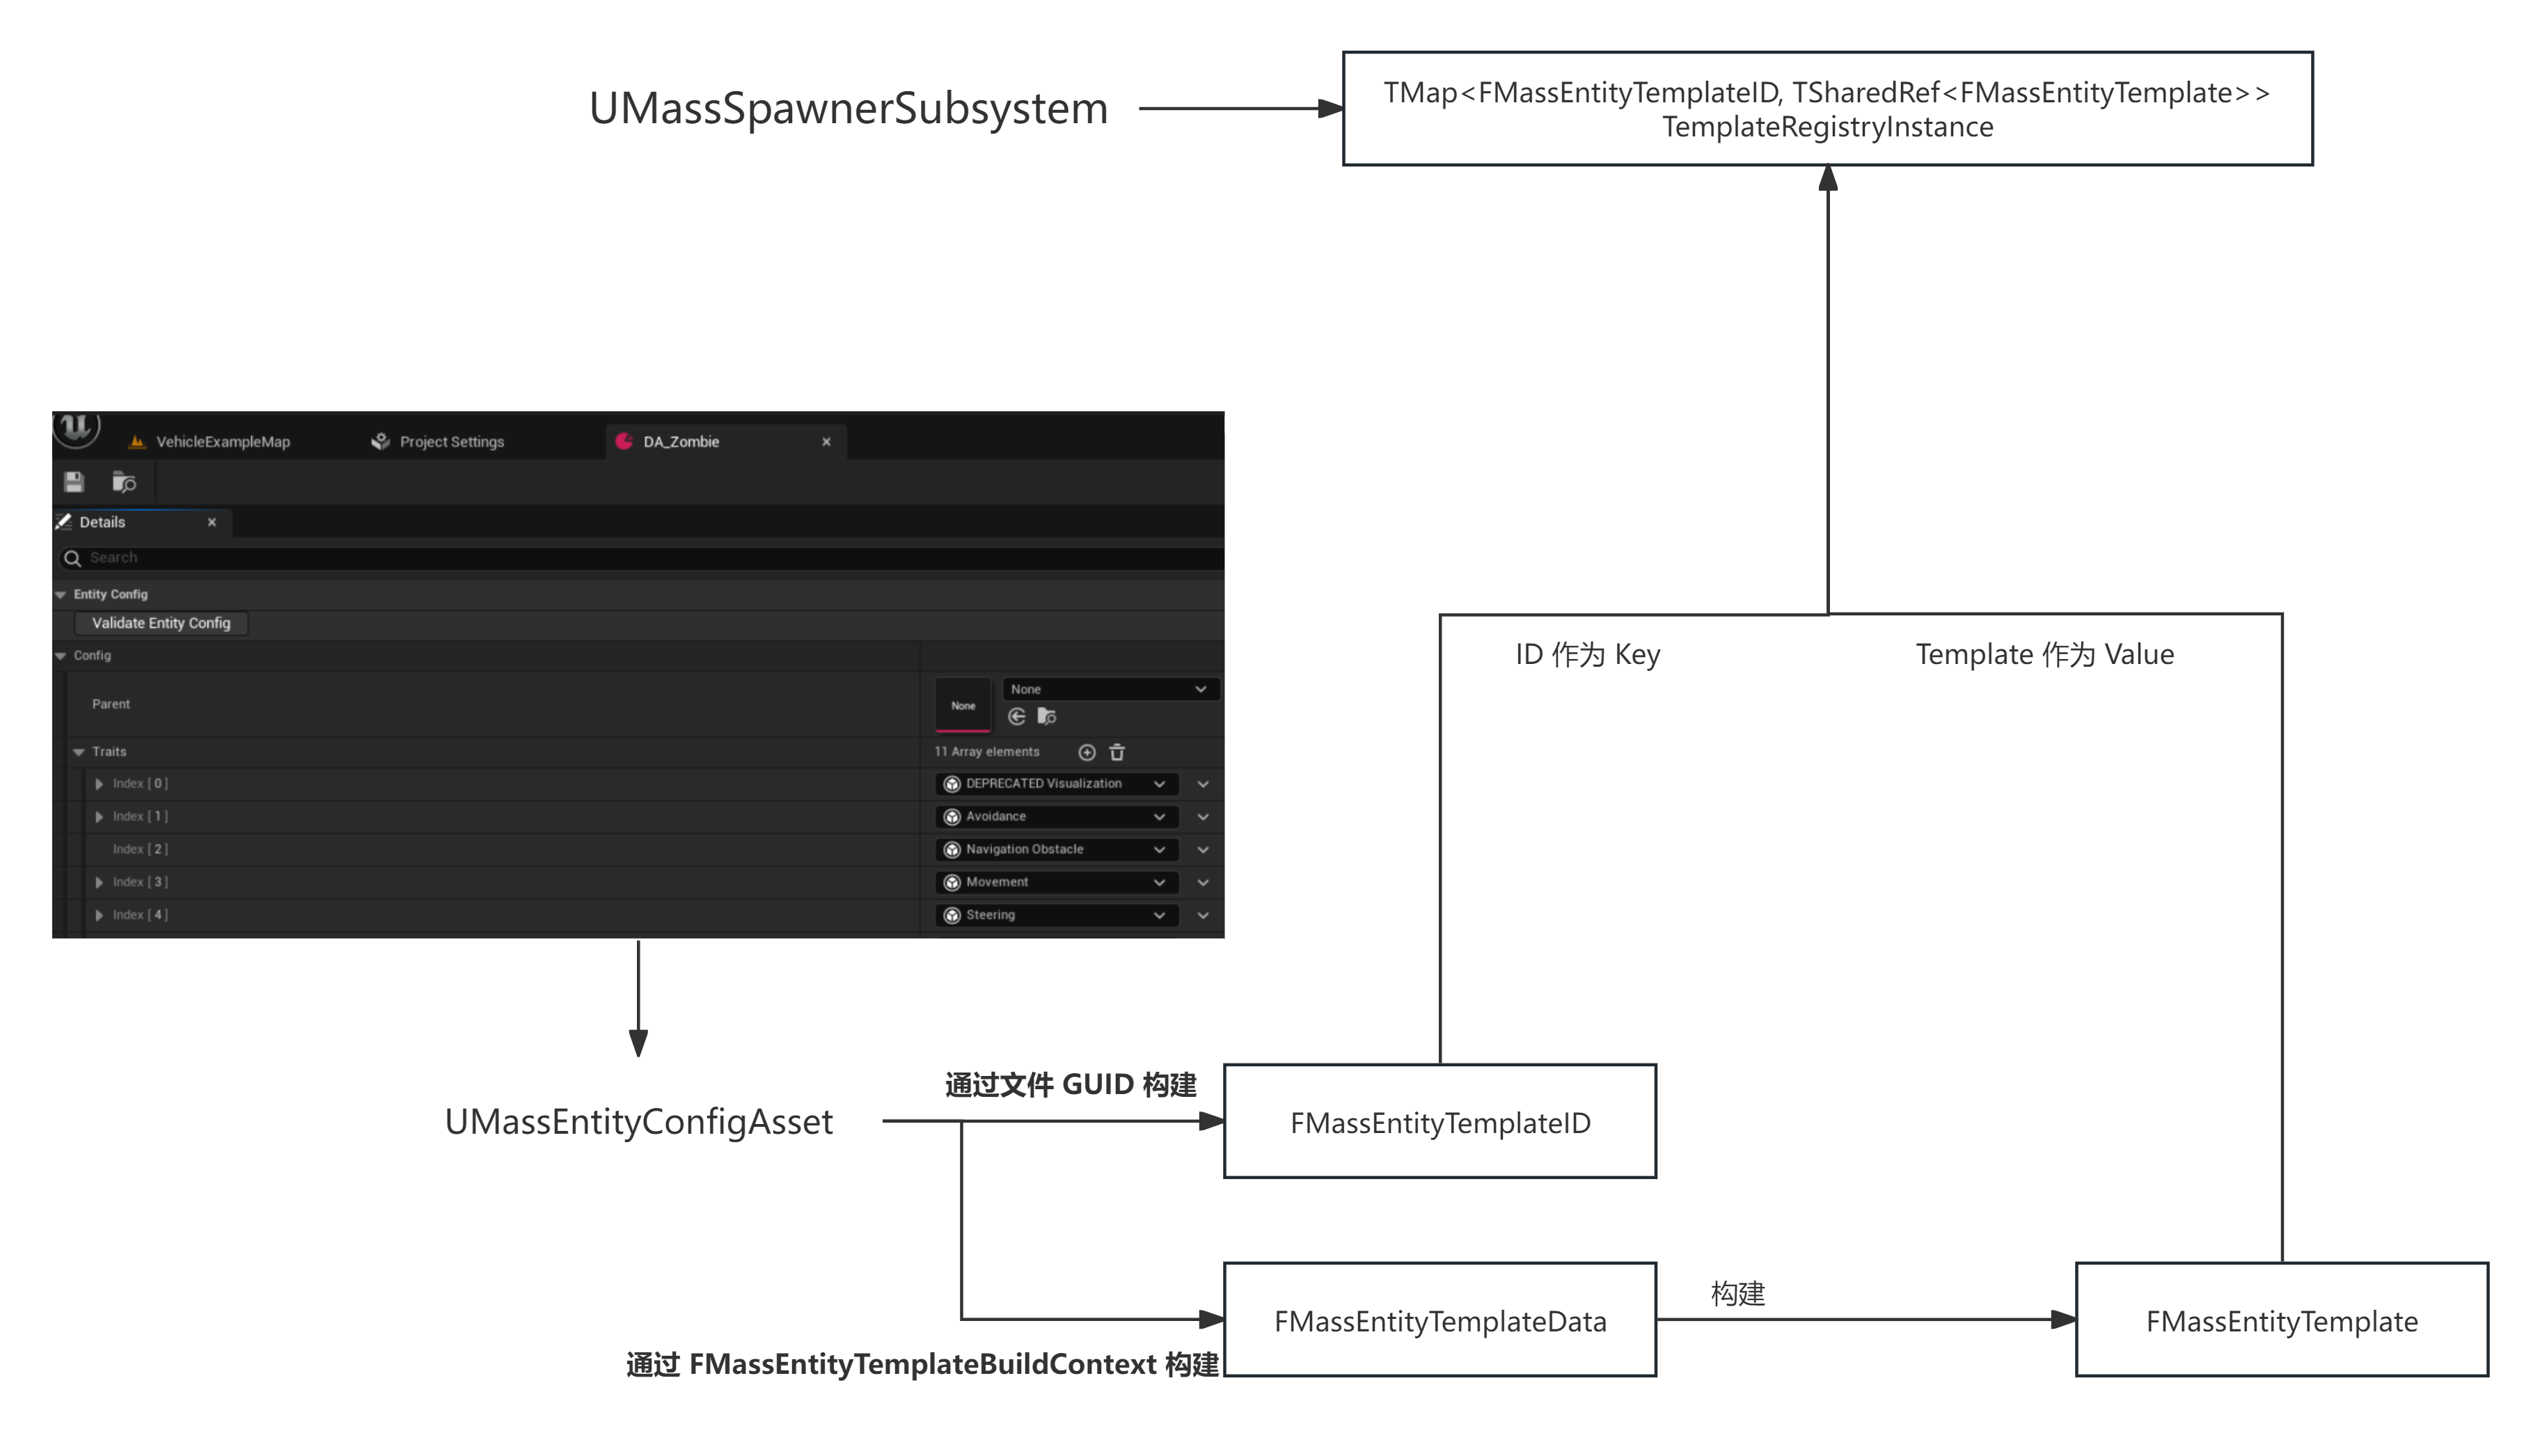 UMassSpawnerSubsystem
TMap<FMassEntityTemplateID, TSharedRef<FMassEntityTemplate>>
TemplateRegistryInstance
VehicleExampleMap
Project Settings
DA_Zombie
Details
Search
Entity Config
Validate Entity Config
Config
Parent
None
None
Traits
11 Array elements
Index [ 0 ]
DEPRECATED Visualization
Index [ 1 ]
Avoidance
Index [ 2 ]
Navigation Obstacle
Index [ 3 ]
Movement
Index [ 4 ]
Steering
ID 作为 Key
Template 作为 Value
通过文件 GUID 构建
UMassEntityConfigAsset
FMassEntityTemplateID
通过 FMassEntityTemplateBuildContext 构建
FMassEntityTemplateData
构建
FMassEntityTemplate